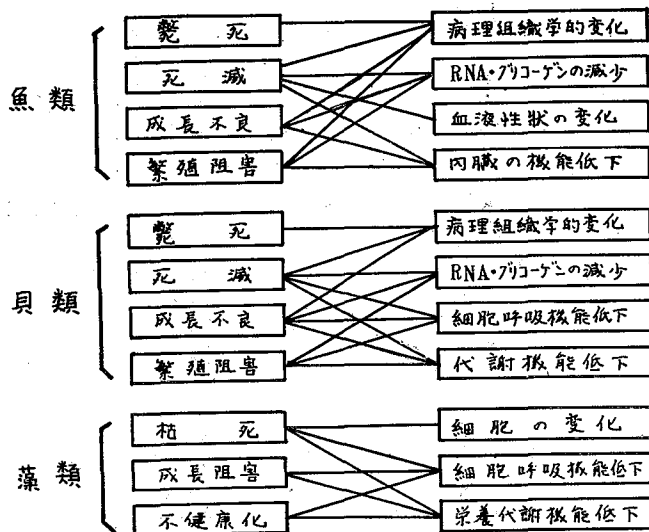 魚類
斃死
死滅
成長不良
繁殖阻害
病理組織学的変化
RNA・グリコーゲンの減少
血液性状の変化
内臓の機能低下
貝類
斃死
死滅
成長不良
繁殖阻害
病理組織学的変化
RNA・グリコーゲンの減少
細胞呼吸機能低下
代謝機能低下
藻類
枯死
成長阻害
不健康化
細胞の変化
細胞呼吸機能低下
栄養代謝機能低下